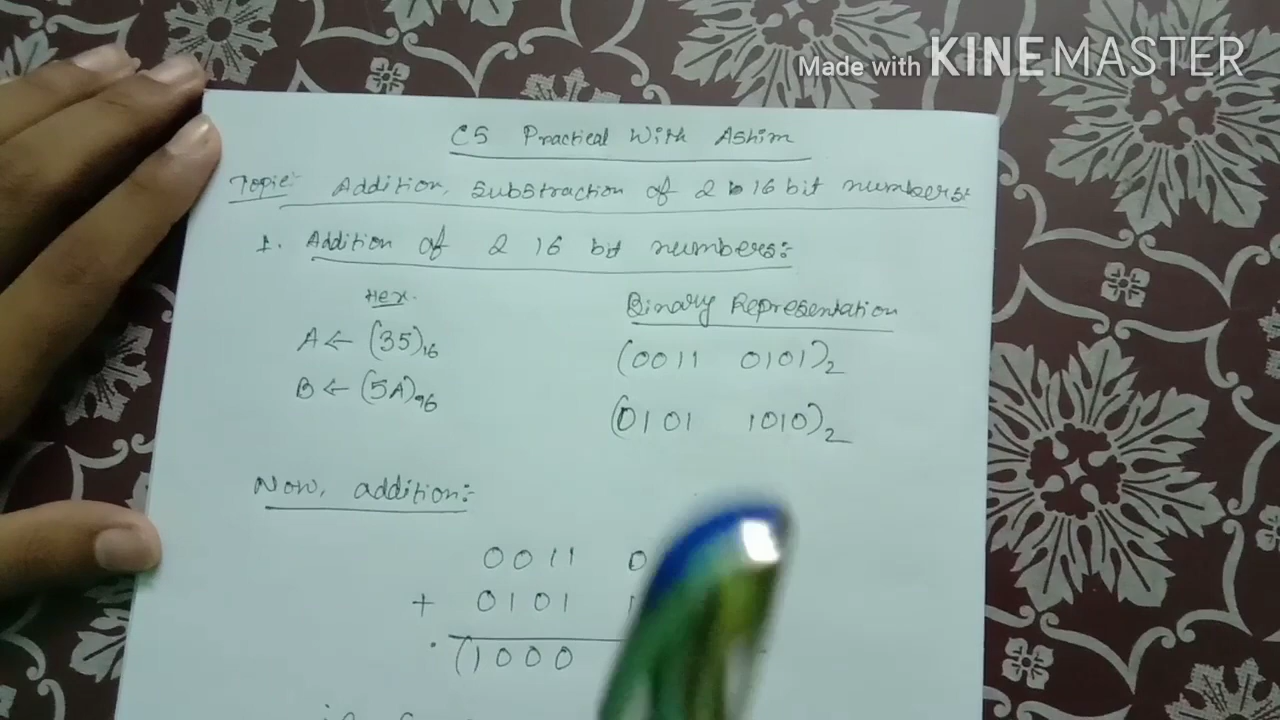 Made with KINEMASTER
CS Practical With Ashim
Topic: Addition, Substraction of 2 16 bit numbers:
1. Addition of 2 16 bit numbers:-
Hex.
Binary Representation
A ← (35)16
(0011 0101)2
B ← (5A)16
(0101 1010)2
Now, addition:-
0011 0
+ 0101 1
(1000